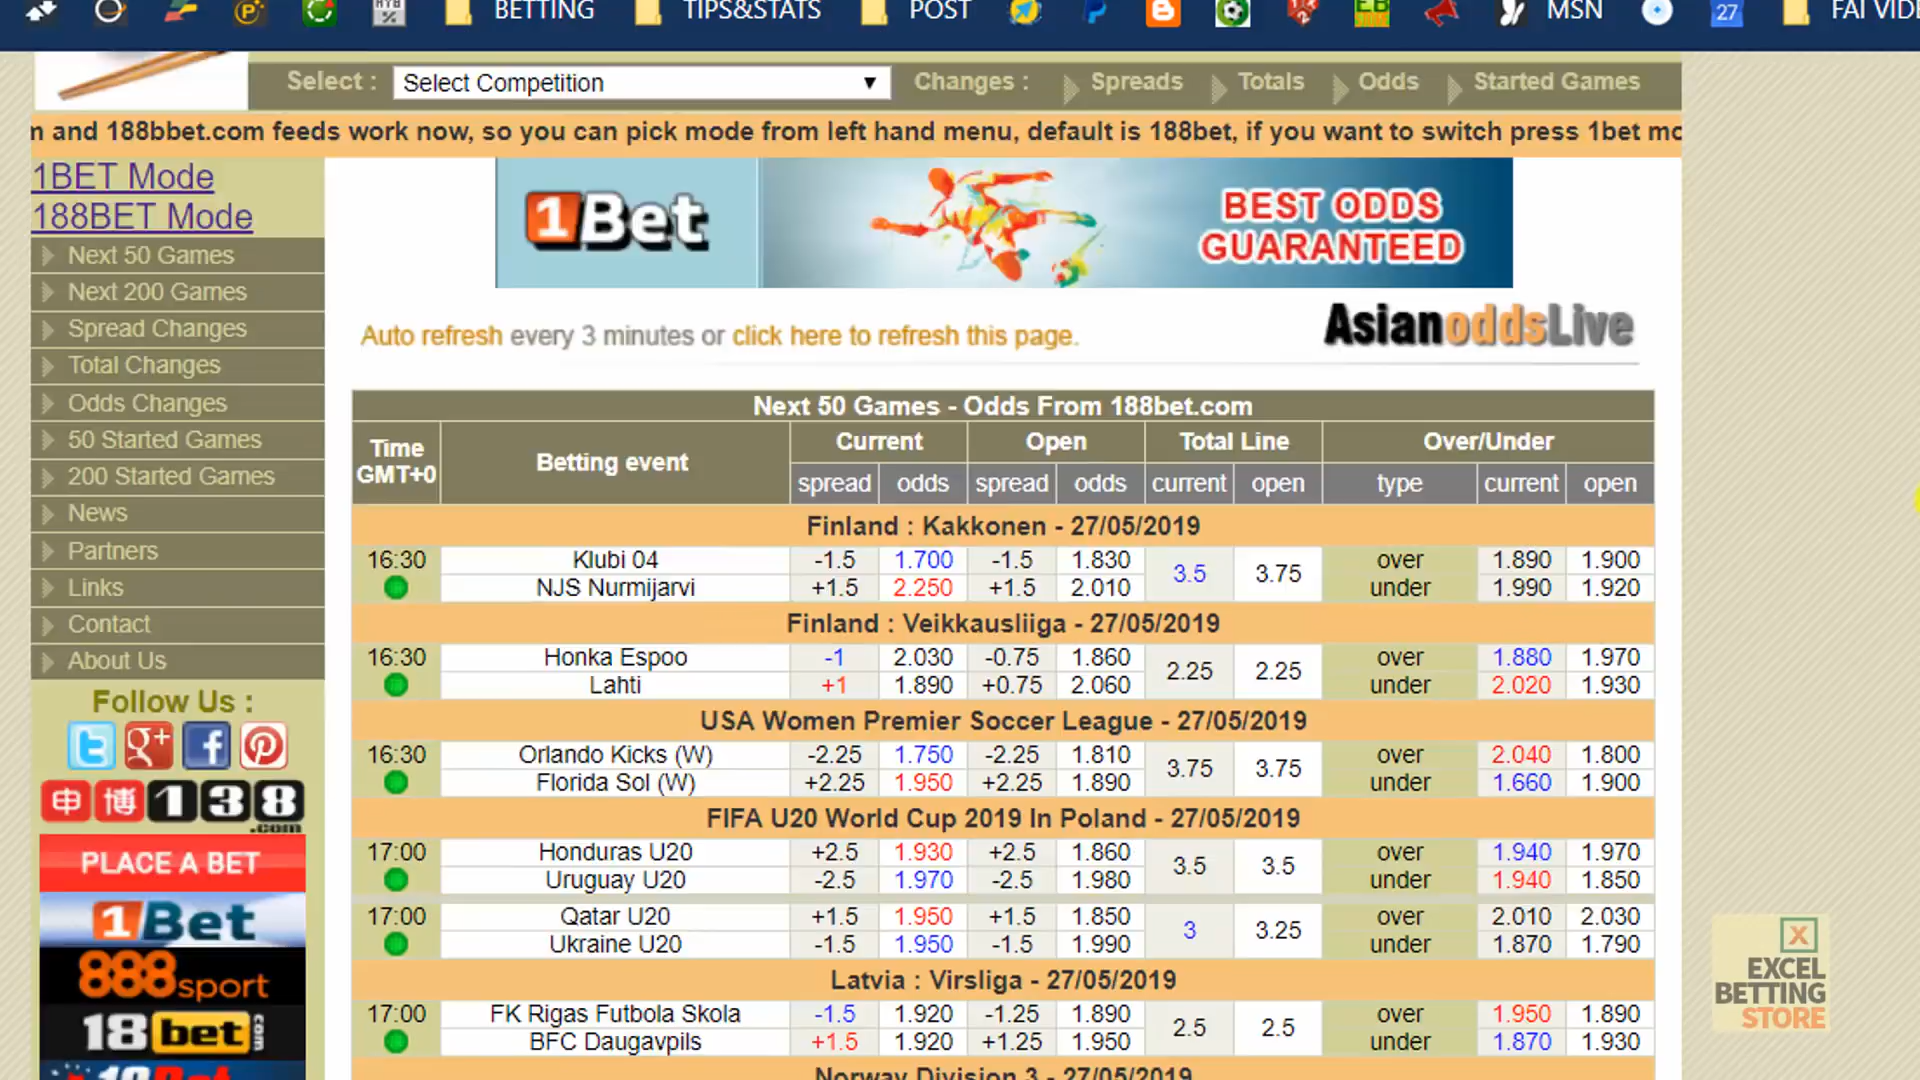 BETTING TIPS&STATS POST EB 27 MSN FAI VIDE
Select : Select Competition Changes : Spreads Totals Odds Started Games
m and 188bbet.com feeds work now, so you can pick mode from left hand menu, default is 188bet, if you want to switch press 1bet mo
1BET Mode
188BET Mode
Next 50 Games
Next 200 Games
Spread Changes
Total Changes
Odds Changes
50 Started Games
200 Started Games
News
Partners
Links
Contact
About Us
Follow Us :
申博138
.com
PLACE A BET
1Bet
888sport
18bet.com
1Bet
BEST ODDS
GUARANTEED
Auto refresh every 3 minutes or click here to refresh this page.
AsianoddsLive
Next 50 Games - Odds From 188bet.com
Time GMT+0 Betting event Current Open Total Line Over/Under
spread odds spread odds current open type current open
Finland : Kakkonen - 27/05/2019
16:30 Klubi 04 -1.5 1.700 -1.5 1.830 3.5 3.75 over 1.890 1.900
NJS Nurmijarvi +1.5 2.250 +1.5 2.010 under 1.990 1.920
Finland : Veikkausliiga - 27/05/2019
16:30 Honka Espoo -1 2.030 -0.75 1.860 2.25 2.25 over 1.880 1.970
Lahti +1 1.890 +0.75 2.060 under 2.020 1.930
USA Women Premier Soccer League - 27/05/2019
16:30 Orlando Kicks (W) -2.25 1.750 -2.25 1.810 3.75 3.75 over 2.040 1.800
Florida Sol (W) +2.25 1.950 +2.25 1.890 under 1.660 1.900
FIFA U20 World Cup 2019 In Poland - 27/05/2019
17:00 Honduras U20 +2.5 1.930 +2.5 1.860 3.5 3.5 over 1.940 1.970
Uruguay U20 -2.5 1.970 -2.5 1.980 under 1.940 1.850
17:00 Qatar U20 +1.5 1.950 +1.5 1.850 3 3.25 over 2.010 2.030
Ukraine U20 -1.5 1.950 -1.5 1.990 under 1.870 1.790
Latvia : Virsliga - 27/05/2019
17:00 FK Rigas Futbola Skola -1.5 1.920 -1.25 1.890 2.5 2.5 over 1.950 1.890
BFC Daugavpils +1.5 1.920 +1.25 1.950 under 1.870 1.930
Norway Division 3 - 27/05/2019
X
EXCEL
BETTING
STORE